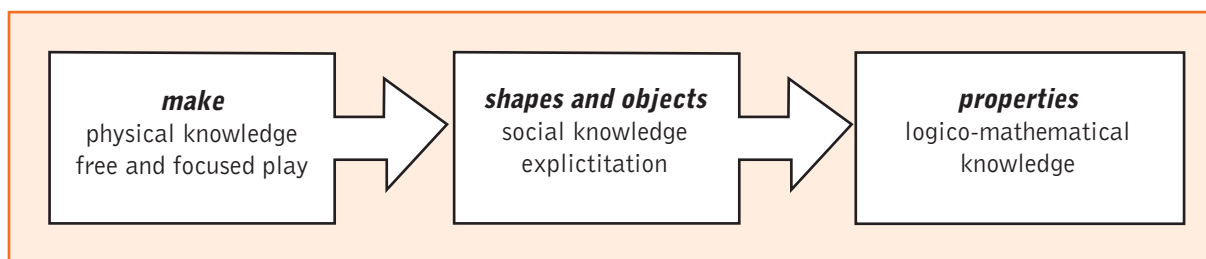 make
physical knowledge
free and focused play
shapes and objects
social knowledge
explictitation
properties
logico-mathematical
knowledge